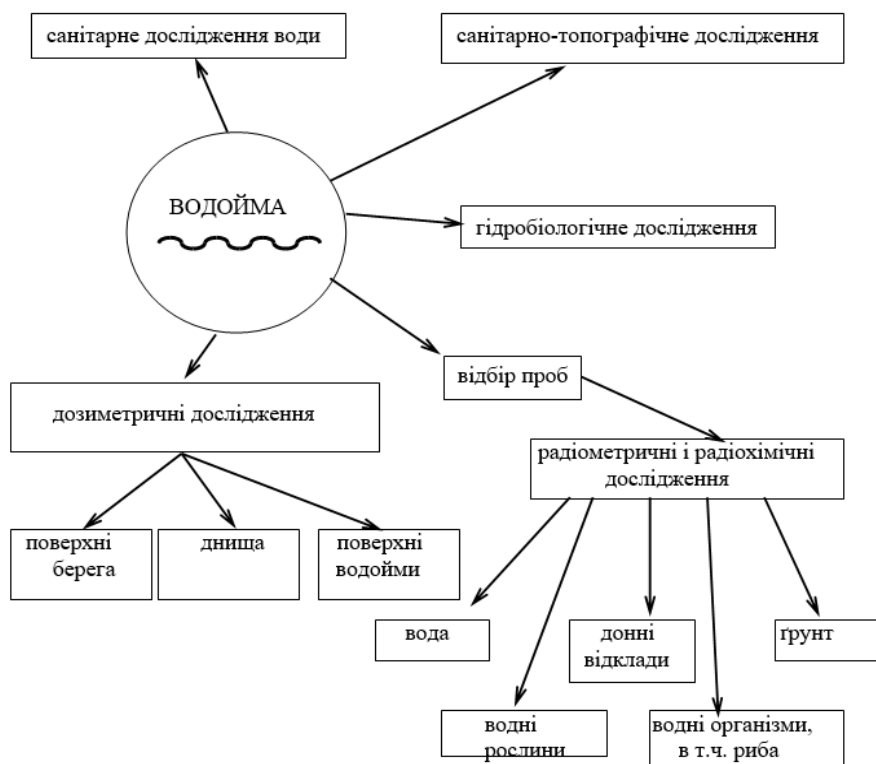 санітарне дослідження води
санітарно-топографічне дослідження
ВОДОЙМА
гідробіологічне дослідження
відбір проб
дозиметричні дослідження
радіометричні і радіохімічні
дослідження
поверхні
берега
днища
поверхні
водойми
вода
донні
відклади
ґрунт
водні
рослини
водні організми,
в т.ч. риба